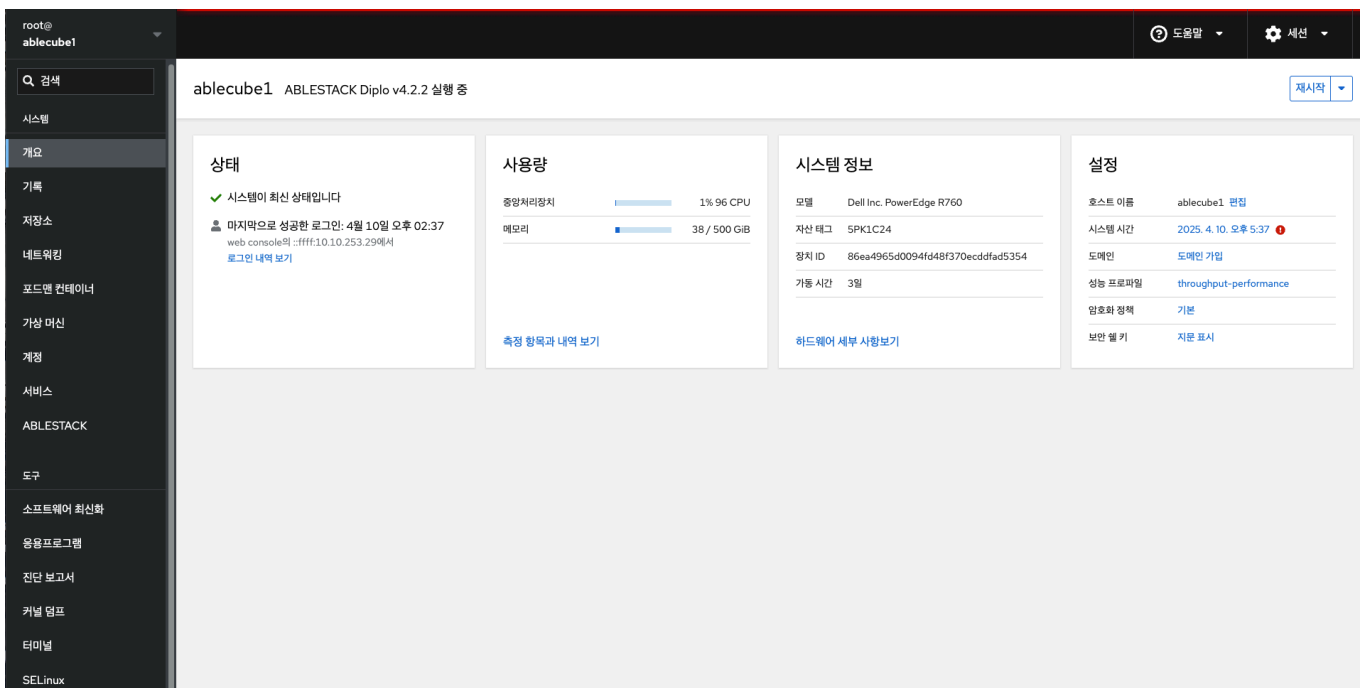 root@
ablecube1
도움말
세션
검색
시스템
개요
기록
저장소
네트워킹
포드맨 컨테이너
가상 머신
계정
서비스
ABLESTACK
도구
소프트웨어 최신화
응용프로그램
진단 보고서
커널 덤프
터미널
SELinux
ablecube1 ABLESTACK Diplo v4.2.2 실행 중
재시작
상태
시스템이 최신 상태입니다
마지막으로 성공한 로그인: 4월 10일 오후 02:37
web console의 ::ffff:10.10.253.29에서
로그인 내역 보기
사용량
중앙처리장치 1% 96 CPU
메모리 38 / 500 GiB
측정 항목과 내역 보기
시스템 정보
모델 Dell Inc. PowerEdge R760
자산 태그 5PK1C24
장치 ID 86ea4965d0094fd48f370ecddfad5354
가동 시간 3일
하드웨어 세부 사항보기
설정
호스트 이름 ablecube1 편집
시스템 시간 2025. 4. 10. 오후 5:37
도메인 도메인 가입
성능 프로파일 throughput-performance
암호화 정책 기본
보안 쉘 키 지문 표시